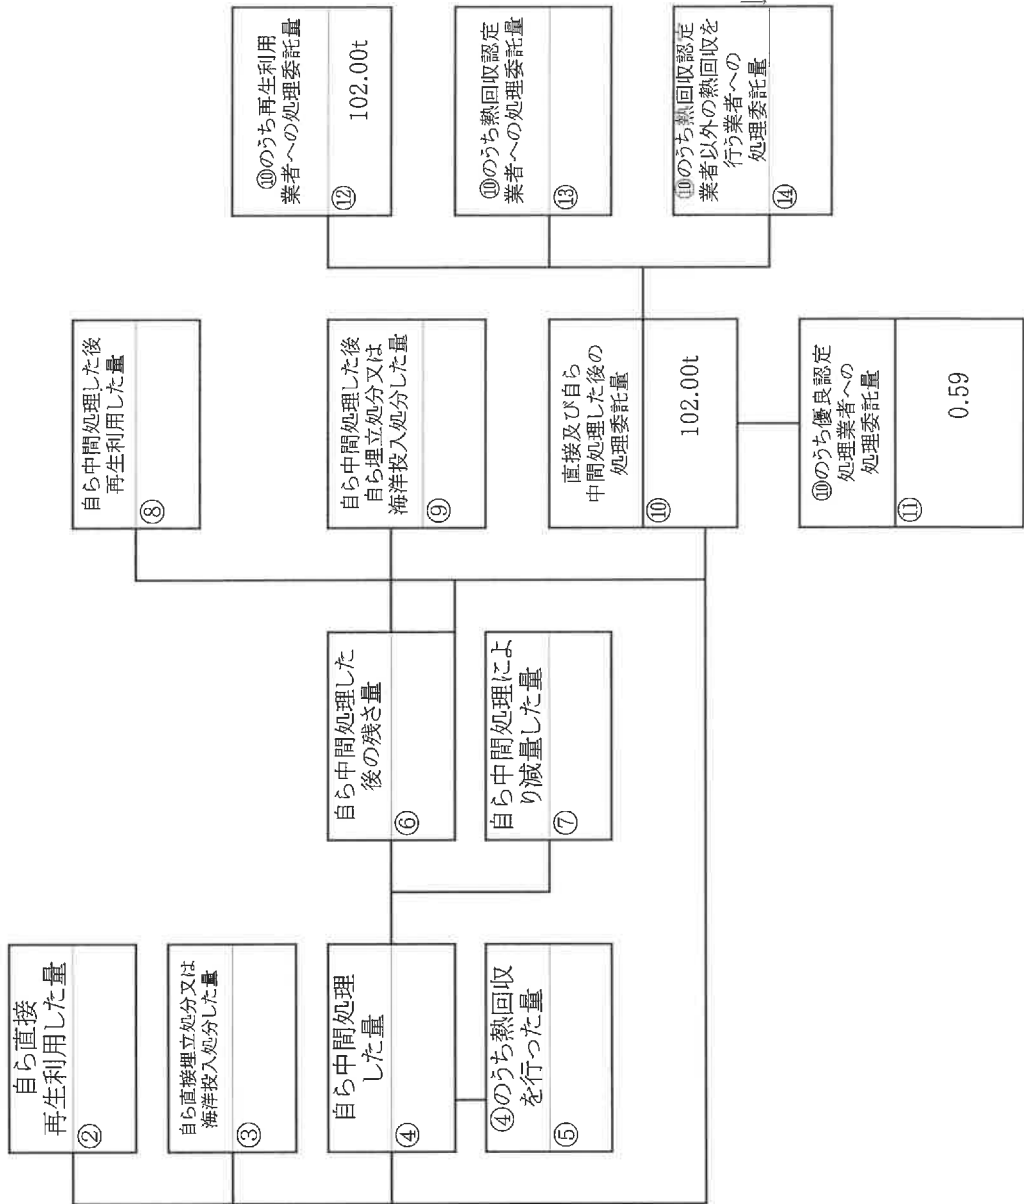 自ら直接
再生利用した量
②
自ら直接埋立処分又は
海洋投入処分した量
③
自ら中間処理
した量
④
④のうち熱回収
を行った量
⑤
自ら中間処理した
後の残さ量
⑥
自ら中間処理によ
り減量した量
⑦
自ら中間処理した後
再生利用した量
⑧
自ら中間処理した後
自ら埋立処分又は
海洋投入処分した量
⑨
直接及び自ら
中間処理した後の
処理委託量
⑩
102.00t
⑩のうち優良認定
処理業者への
処理委託量
⑪
0.59
⑩のうち再生利用
業者への処理委託量
⑫
102.00t
⑩のうち熱回収認定
業者への処理委託量
⑬
⑩のうち熱回収認定
業者以外の熱回収を
行う業者への
処理委託量
⑭